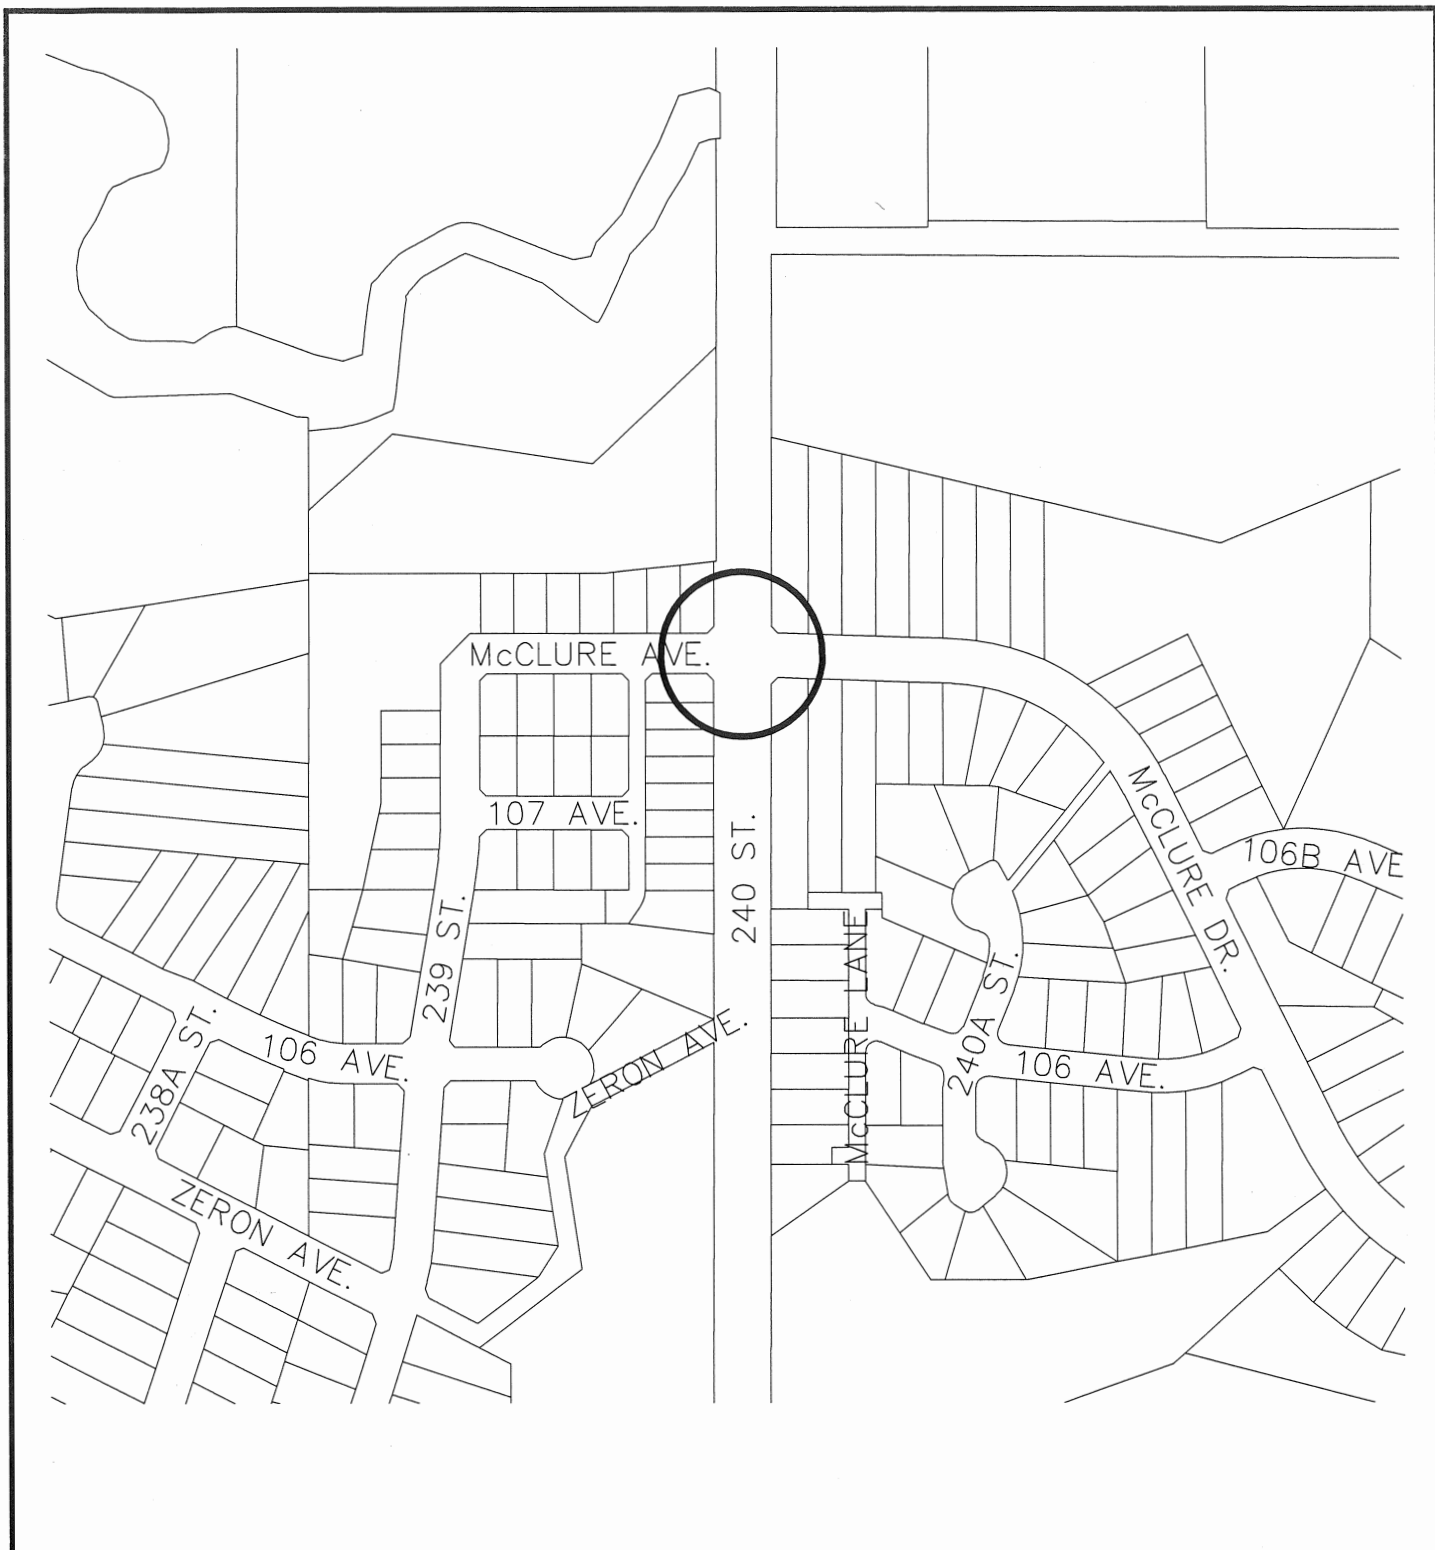 McCLURE AVE.
107 AVE.
240 ST.
McCLURE DR.
106B AVE
239 ST.
McCLURE LANE
240A ST.
238A ST.
106 AVE.
ZERON AVE.
106 AVE.
ZERON AVE.